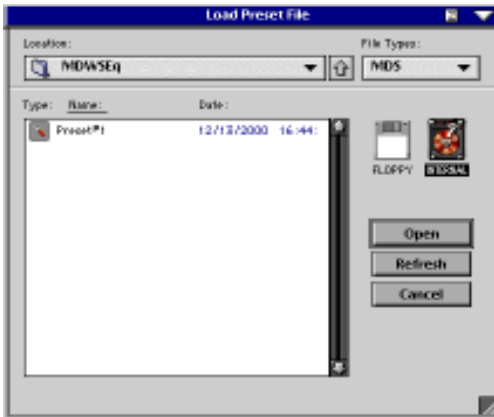 Load Preset File
Location: File Types:
MDWSEq MDS
Type: Name: Date:
Preset#1 12/13/2000 16:44:
FLOPPY INTERNAL
Open
Refresh
Cancel